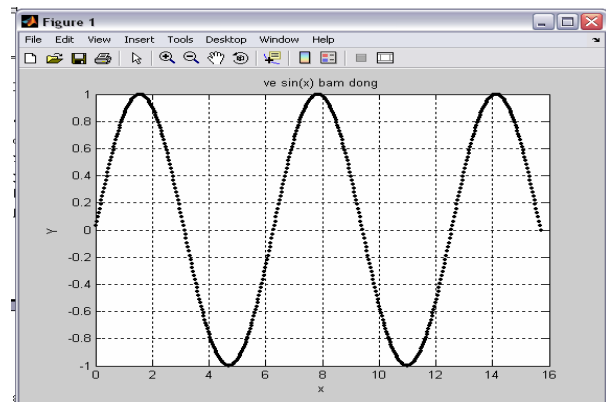 Figure 1
File Edit View Insert Tools Desktop Window Help
ve sin(x) bam dong
1
0.8
0.6
0.4
0.2
0
-0.2
-0.4
-0.6
-0.8
-1
Y
0 2 4 6 8 10 12 14 16
x